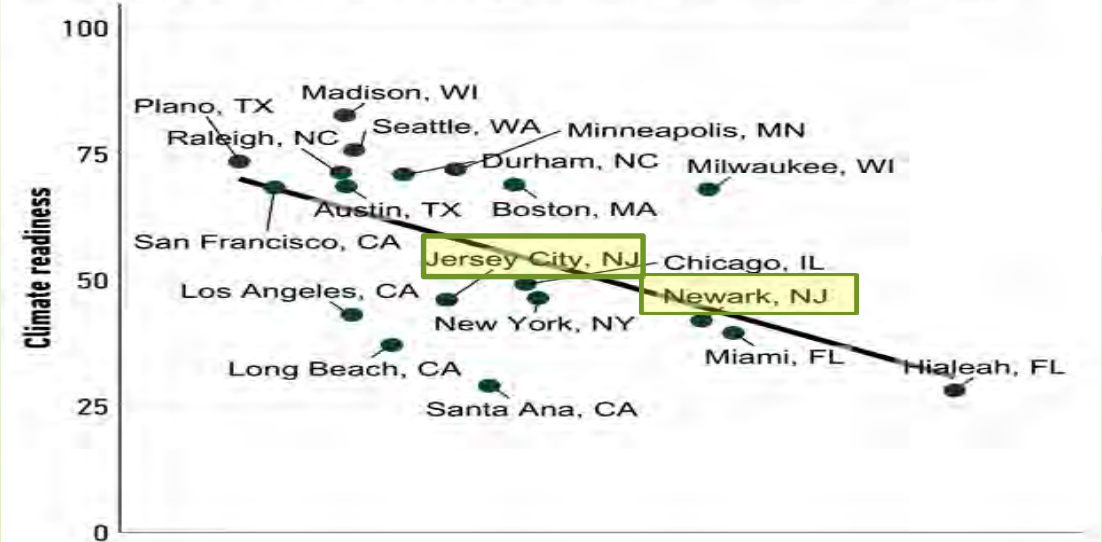 100
Madison, WI
Plano, TX
Seattle, WA
Minneapolis, MN
Raleigh, NC
75
Durham, NC
Milwaukee, WI
Austin, TX
Boston, MA
San Francisco, CA
Jersey City, NJ
Chicago, IL
Climate readiness
50
Los Angeles, CA
Newark, NJ
New York, NY
Miami, FL
Long Beach, CA
Hialeah, FL
25
Santa Ana, CA
0